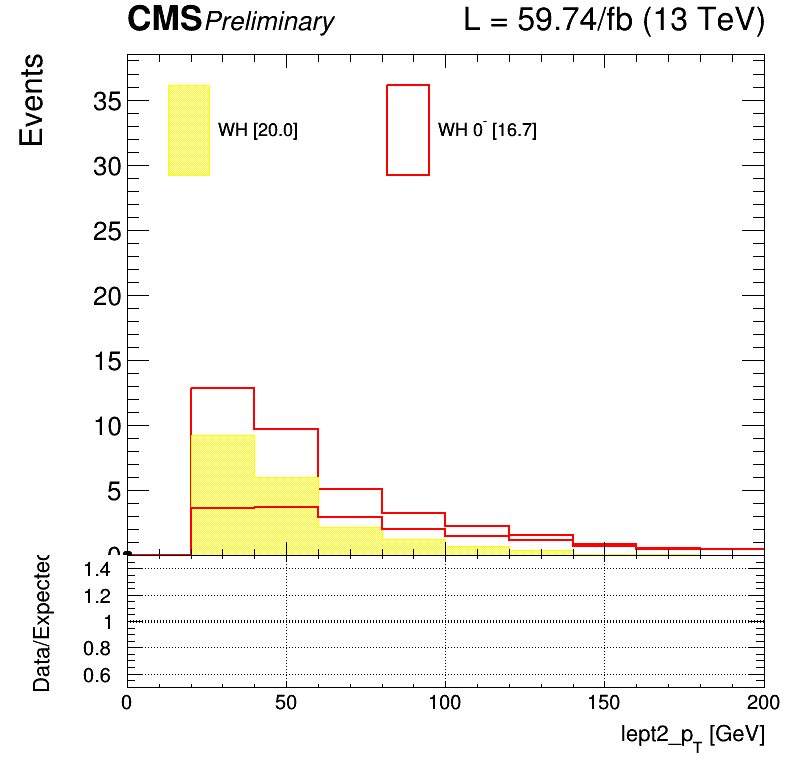 CMS Preliminary L = 59.74/fb (13 TeV)
Events
WH [20.0]
WH 0- [16.7]
35
30
25
20
15
10
5
0
Data/Expected
1.4
1.2
1
0.8
0.6
0 50 100 150 200
lept2_pT [GeV]